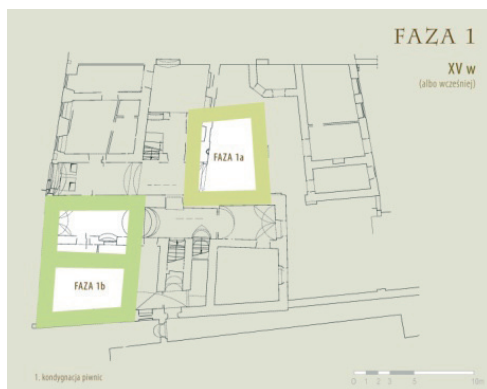 FAZA 1
XV w
(albo wcześniej)
FAZA 1a
FAZA 1b
1. kondygnacja piwnic
0 1 2 3 5 10m